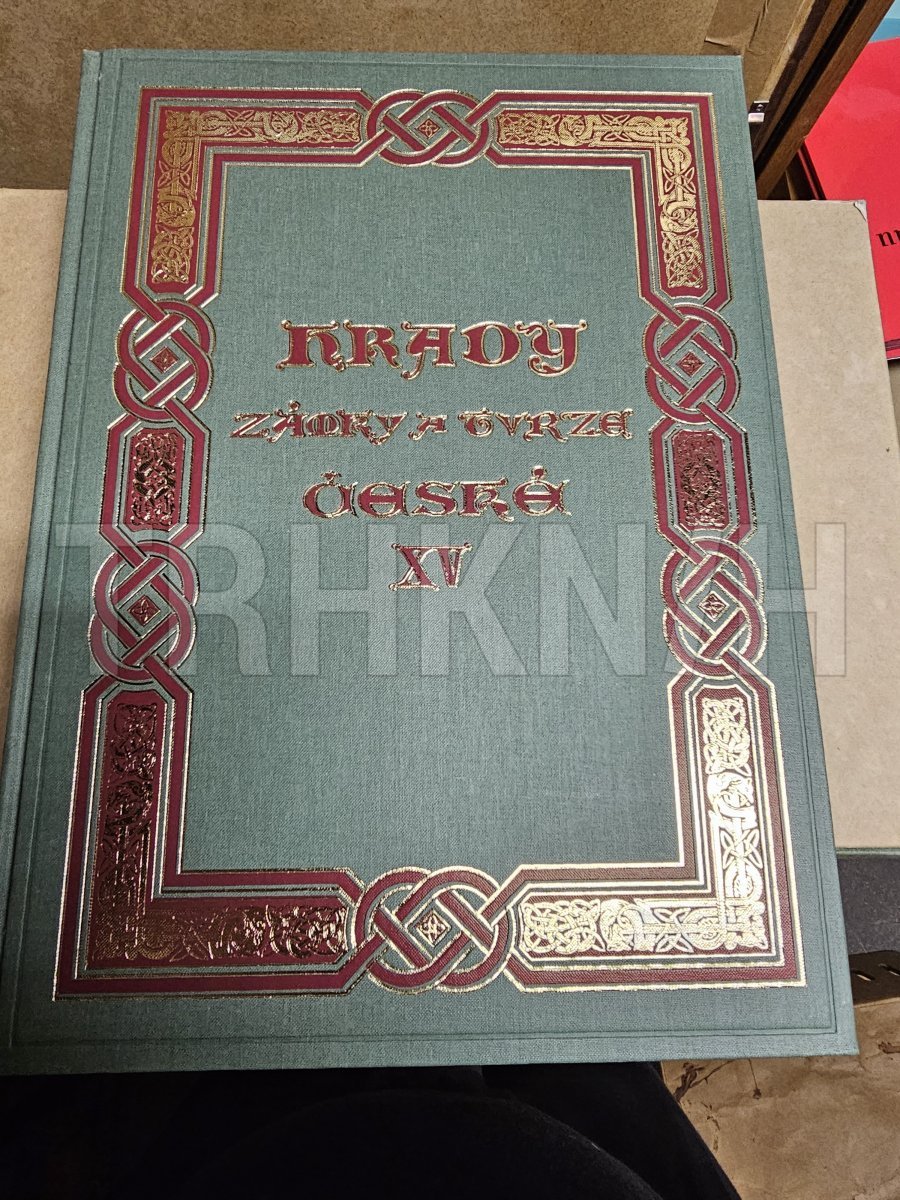 HRADY
ZÁMKY A TVRZE
ČESKÉ
XV
TRHKNIH